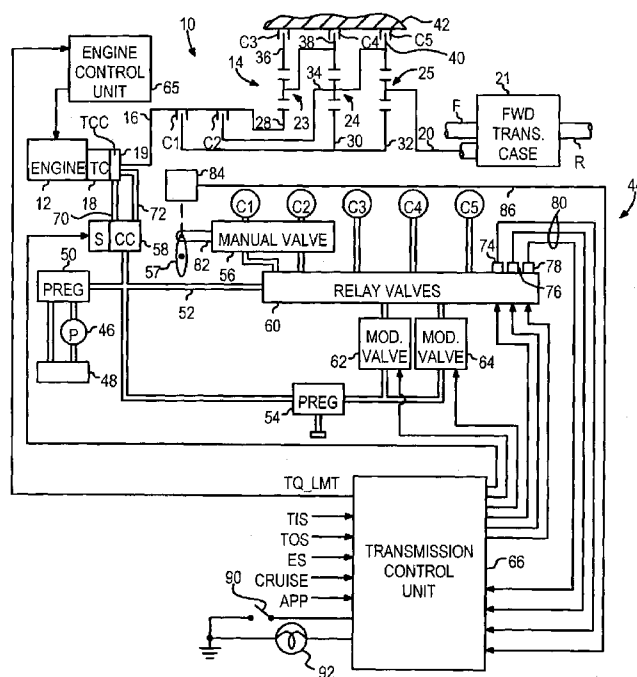 10
42
C3 38 C4 C5
36 40
ENGINE
CONTROL
UNIT
65
14
34
25
21
FWD
TRANS.
CASE
F
R
20
TCC
16
19
C1 C2 28 23 24
30 32
ENGINE TC
12 18
84
86
44
70 72
C1 C2 C3 C4 C5
80
74
78
76
S CC 58
57 82
MANUAL VALVE
56
50
PREG
52
60
RELAY VALVES
46
P
48
62
MOD.
VALVE
MOD.
VALVE
64
54
PREG
TQ_LMT
TIS
TOS
ES
CRUISE
APP
TRANSMISSION
CONTROL
UNIT
66
90
92